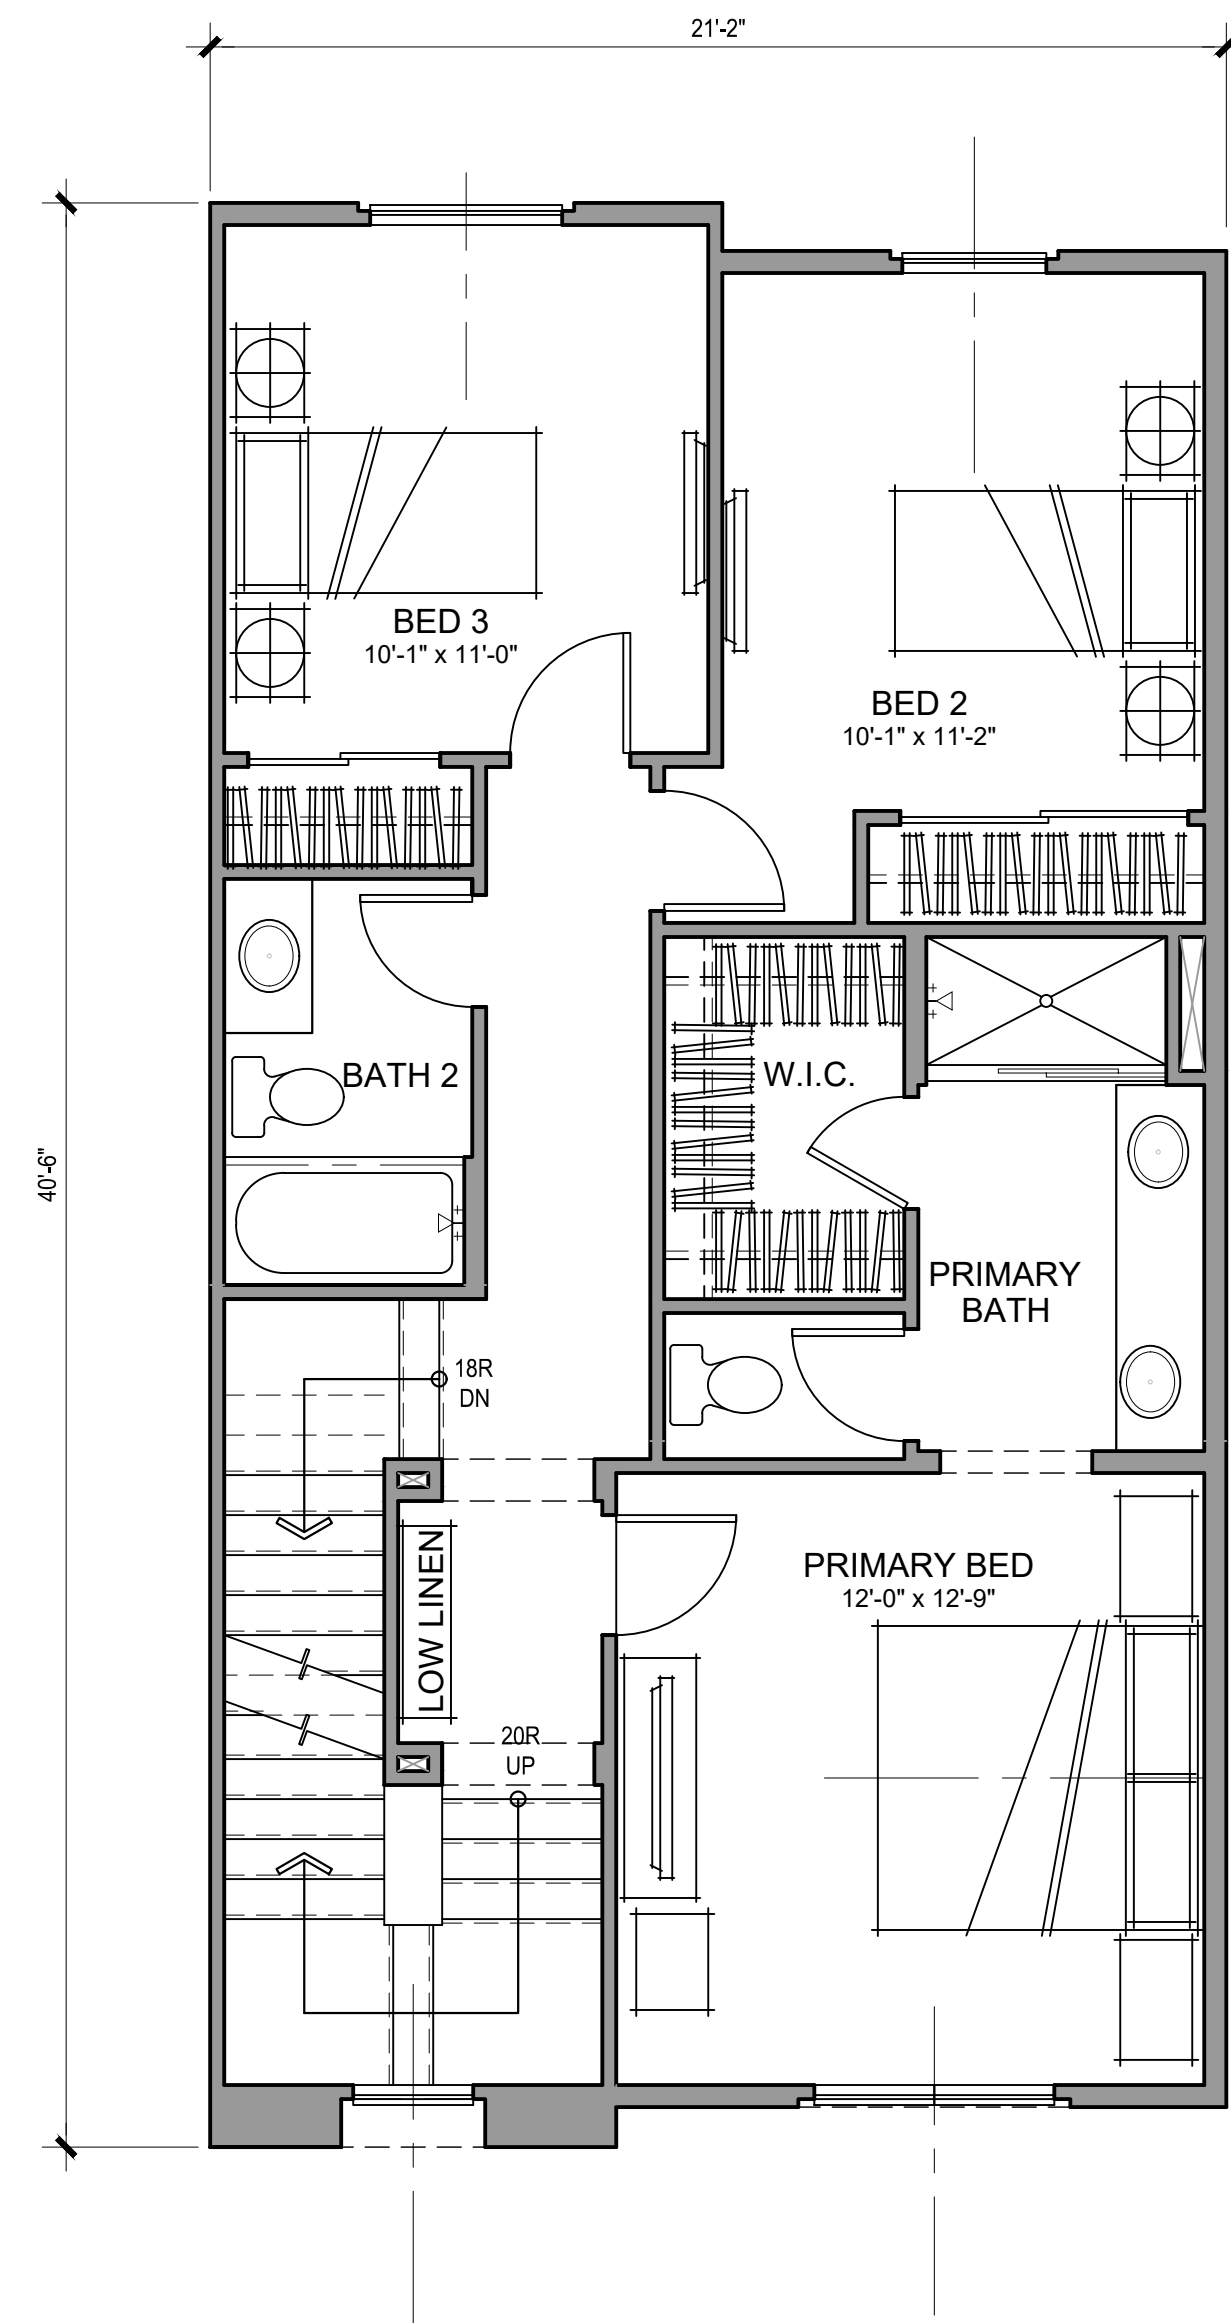 21'-2"
40'-6"
BED 3
10'-1" x 11'-0"
BED 2
10'-1" x 11'-2"
BATH 2
W.I.C.
PRIMARY
BATH
18R
DN
LOW LINEN
PRIMARY BED
12'-0" x 12'-9"
20R
UP